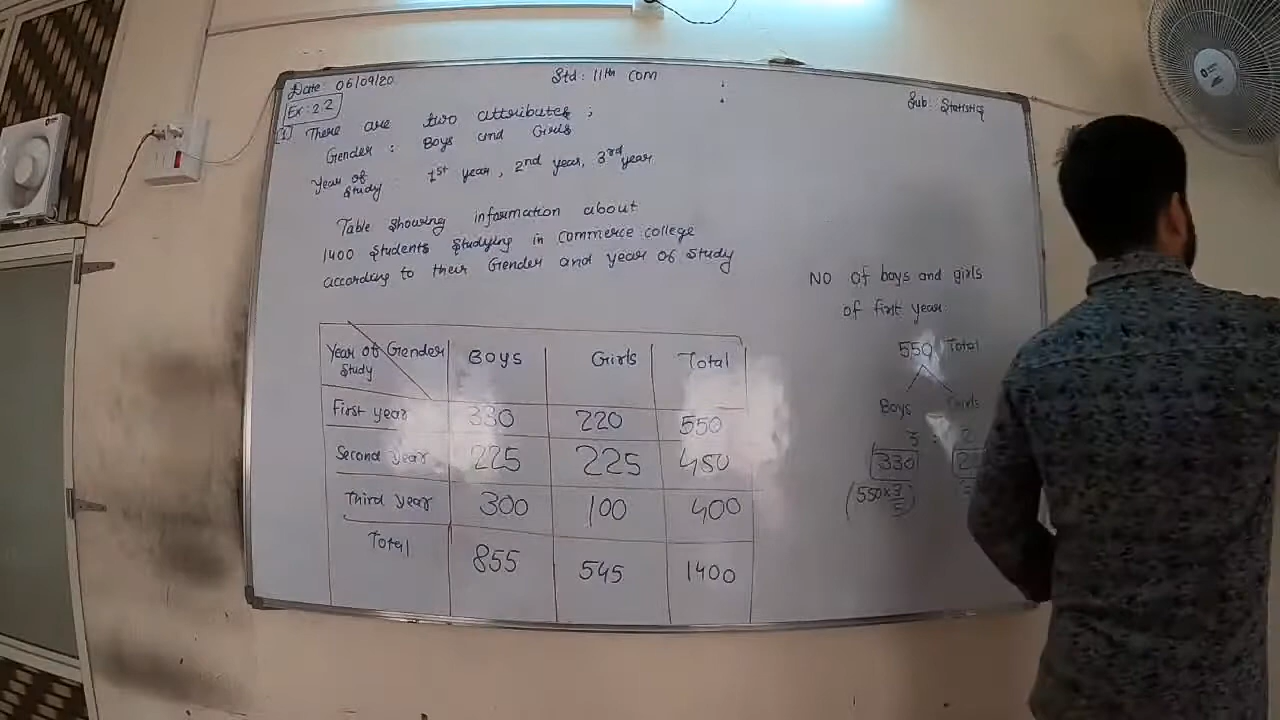 Date: 06/09/20
Std: 11th com
Sub: Statistics
Ex: 2.2
1 There are two attributes ;
Gender : Boys and Girls
Year of Study : 1st year, 2nd year, 3rd year
Table showing information about
1400 students studying in commerce college
according to their Gender and year of study
Year of Study Gender Boys Girls Total
First year 330 220 550
Second year 225 225 450
Third year 300 100 400
Total 855 545 1400
NO of boys and girls
of first year
550 Total
Boys
3 : 2
330
(550×3/5)